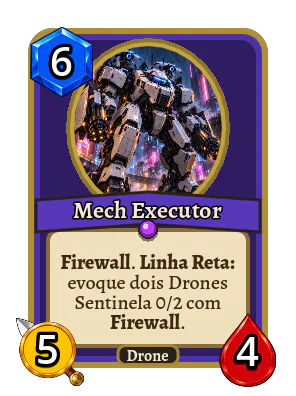 6
Mech Executor
Firewall. Linha Reta:
evoque dois Drones
Sentinela 0/2 com
Firewall.
5
Drone
4